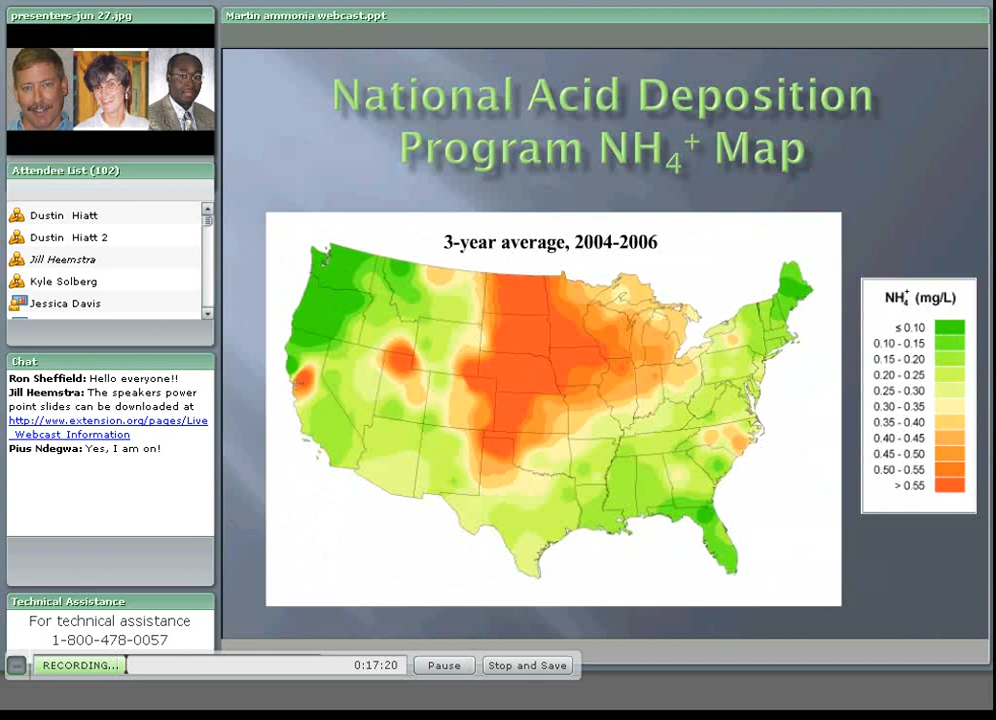 presenters-jun 27.jpg
Martin ammonia webcast.ppt
National Acid Deposition
Program NH₄⁺ Map
Attendee List (102)
Dustin Hiatt
Dustin Hiatt 2
Jill Heemstra
Kyle Solberg
Jessica Davis
3-year average, 2004-2006
NH₄⁺ (mg/L)
≤ 0.10
0.10 - 0.15
0.15 - 0.20
0.20 - 0.25
0.25 - 0.30
0.30 - 0.35
0.35 - 0.40
0.40 - 0.45
0.45 - 0.50
0.50 - 0.55
> 0.55
Chat
Ron Sheffield: Hello everyone!!
Jill Heemstra: The speakers power
point slides can be downloaded at
http://www.extension.org/pages/Live
_Webcast_Information
Pius Ndegwa: Yes, I am on!
Technical Assistance
For technical assistance
1-800-478-0057
RECORDING...
0:17:20
Pause
Stop and Save